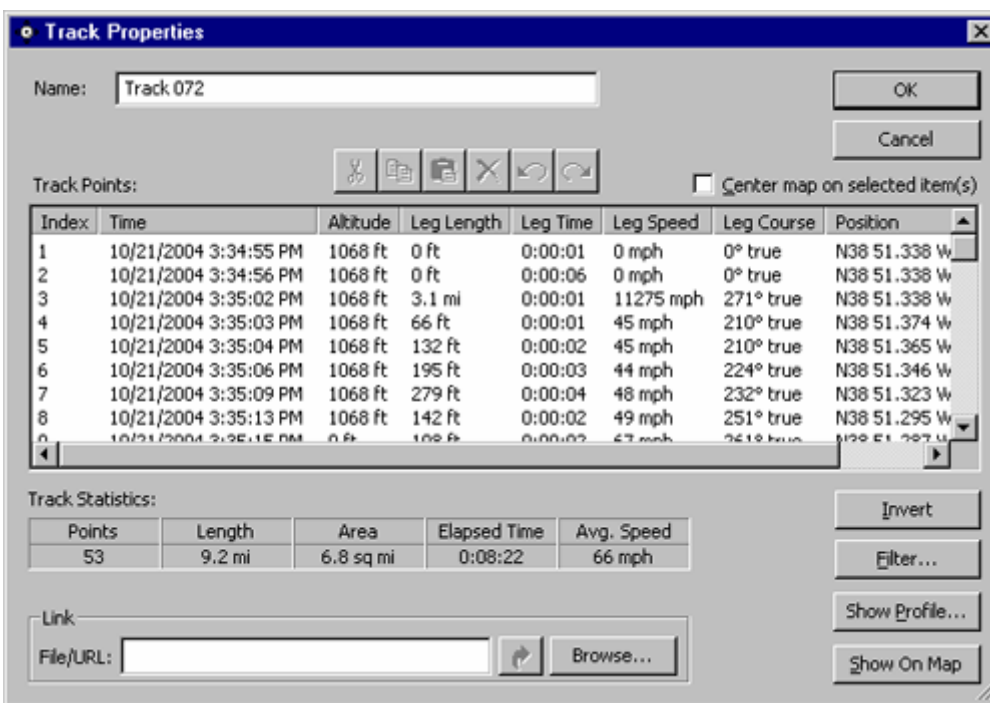 Track Properties
Name: Track 072
OK
Cancel
Track Points:
Center map on selected item(s)
Index Time Altitude Leg Length Leg Time Leg Speed Leg Course Position
1 10/21/2004 3:34:55 PM 1068 ft 0 ft 0:00:01 0 mph 0° true N38 51.338 W
2 10/21/2004 3:34:56 PM 1068 ft 0 ft 0:00:06 0 mph 0° true N38 51.338 W
3 10/21/2004 3:35:02 PM 1068 ft 3.1 mi 0:00:01 11275 mph 271° true N38 51.338 W
4 10/21/2004 3:35:03 PM 1068 ft 66 ft 0:00:01 45 mph 210° true N38 51.374 W
5 10/21/2004 3:35:04 PM 1068 ft 132 ft 0:00:02 45 mph 210° true N38 51.365 W
6 10/21/2004 3:35:06 PM 1068 ft 195 ft 0:00:03 44 mph 224° true N38 51.346 W
7 10/21/2004 3:35:09 PM 1068 ft 279 ft 0:00:04 48 mph 232° true N38 51.323 W
8 10/21/2004 3:35:13 PM 1068 ft 142 ft 0:00:02 49 mph 251° true N38 51.295 W
10/21/2004 3:35:15 PM 0 ft
Track Statistics:
Points Length Area Elapsed Time Avg. Speed
53 9.2 mi 6.8 sq mi 0:08:22 66 mph
Invert
Filter...
Link
File/URL:
Browse...
Show Profile...
Show On Map